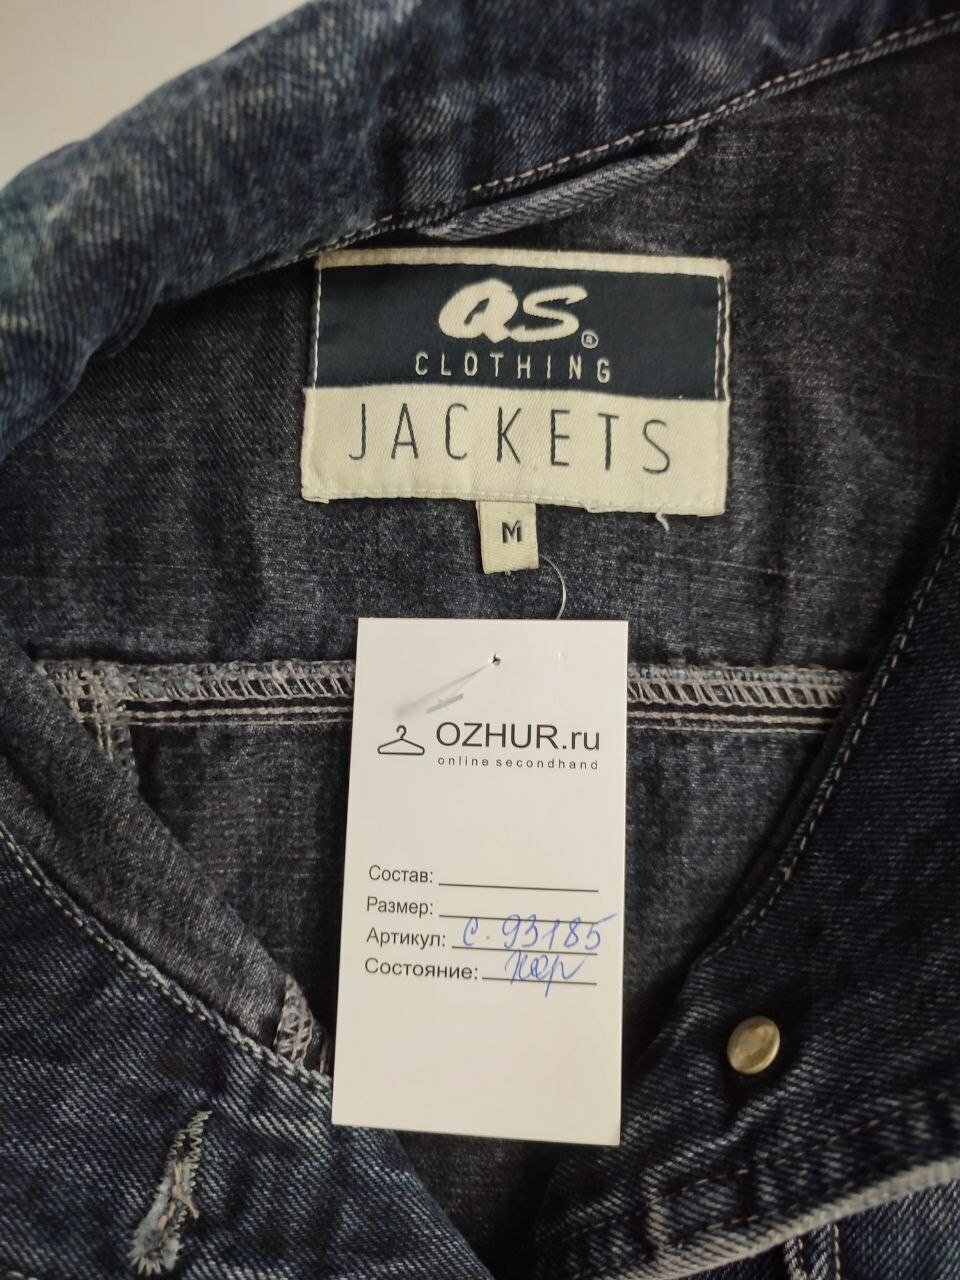 QS®
CLOTHING
JACKETS
M
OZHUR.ru
online secondhand
Состав:
Размер:
Артикул: с. 93185
Состояние: хор